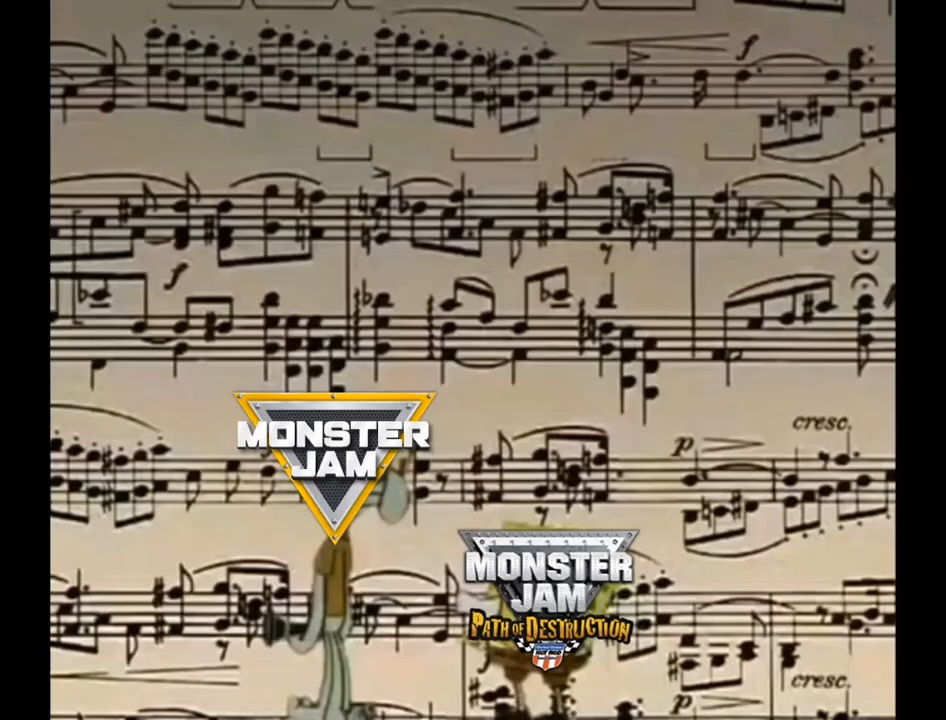 f
f
cresc.
p
MONSTER
JAM
MONSTER
JAM
PATH OF DESTRUCTION
cresc.
p